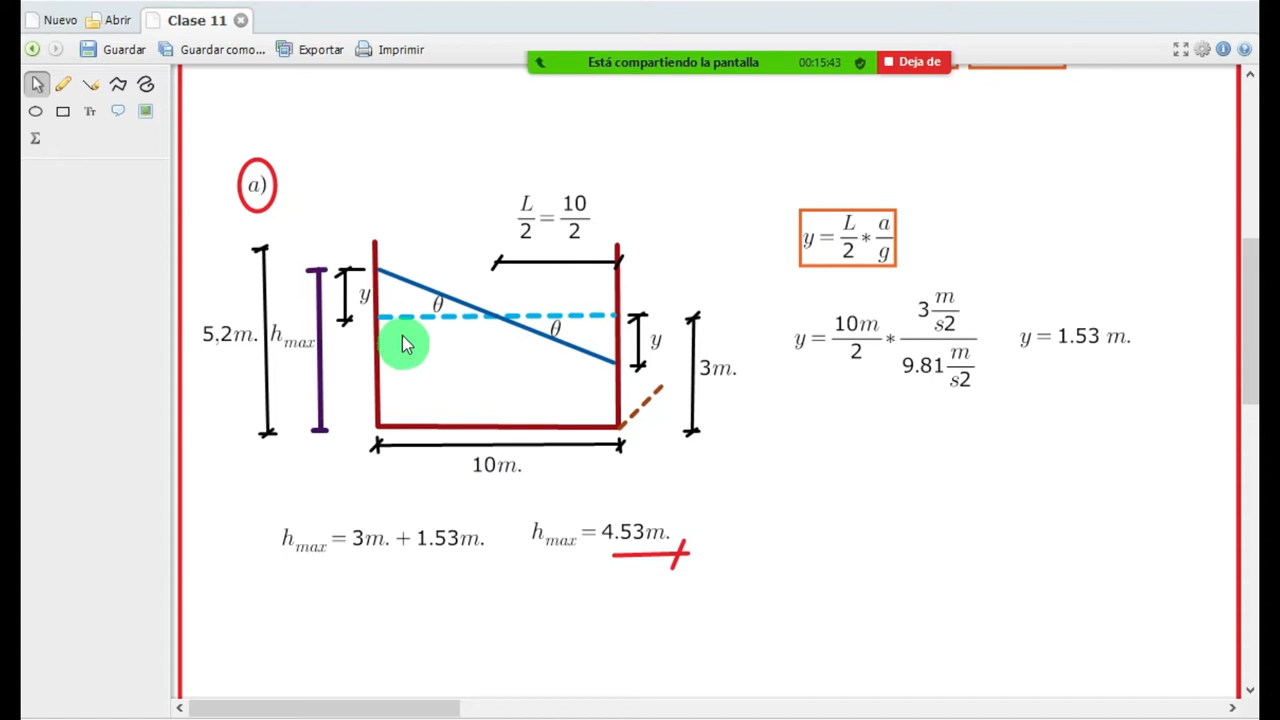 Nuevo Abrir Clase 11
Guardar Guardar como... Exportar Imprimir
Está compartiendo la pantalla 00:15:43 Deja de
Tr
Σ
a)
L/2 = 10/2
y = L/2 * a/g
y
θ
5,2m. h_max
θ
y
3m.
y = 10m/2 * 3 m/s2 / 9.81 m/s2
y = 1.53 m.
10m.
h_max = 3m. + 1.53m.
h_max = 4.53m.